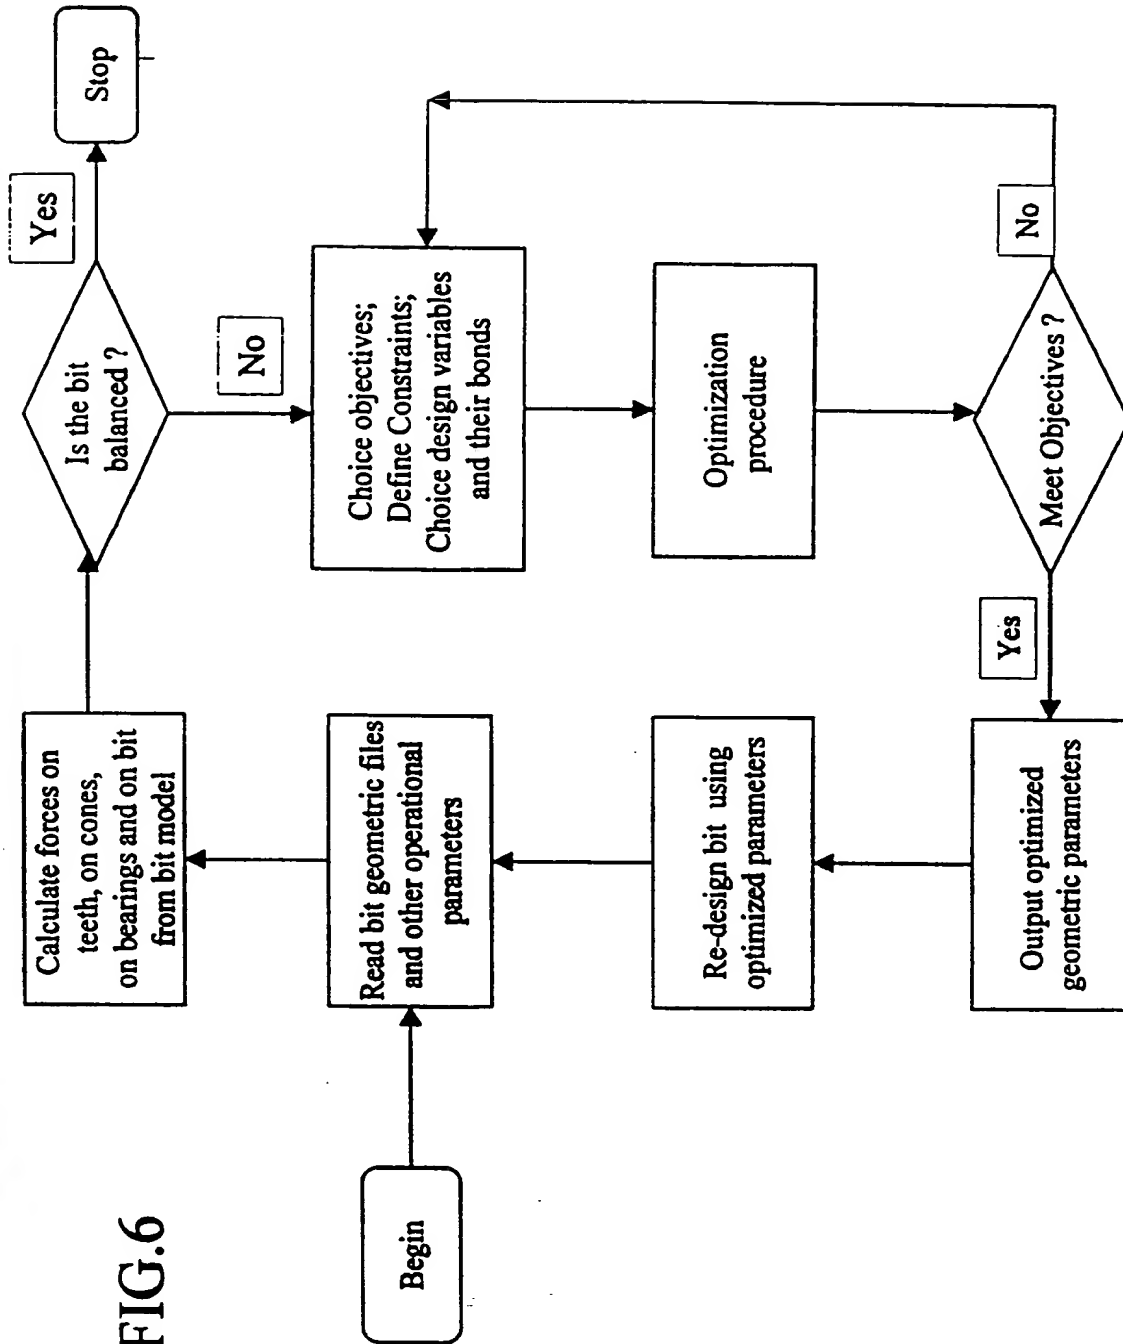 FIG.6
Begin
Read bit geometric files
and other operational
parameters
Calculate forces on
teeth, on cones,
on bearings and on bit
from bit model
Is the bit
balanced ?
Yes
Stop
No
Choice objectives;
Define Constraints;
Choice design variables
and their bonds
Optimization
procedure
Meet Objectives ?
No
Yes
Output optimized
geometric parameters
Re-design bit using
optimized parameters